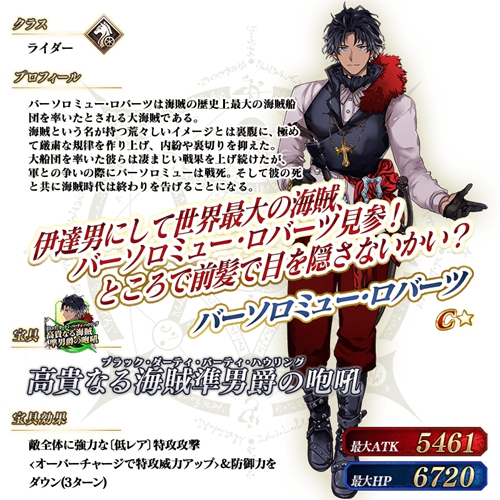 クラス
ライダー
プロフィール
バーソロミュー・ロバーツは海賊の歴史上最大の海賊船
団を率いたとされる大海賊である。
海賊という名が持つ荒々しいイメージとは裏腹に、極め
て厳粛な規律を作り上げ、内紛や裏切りを抑えた。
大船団を率いた彼らは凄まじい戦果を上げ続けたが、
軍との争いの際にバーソロミューは戦死。そして彼の死
と共に海賊時代は終わりを告げることになる。
伊達男にして世界最大の海賊
バーソロミュー・ロバーツ見参!
ところで前髪で目を隠さないかい?
バーソロミュー・ロバーツ
C
宝具
高貴なる海賊
準男爵の咆吼
ブラック・ダーティ・パーティ・ハウリング
高貴なる海賊準男爵の咆吼
宝具効果
敵全体に強力な〔低レア〕特攻攻撃
<オーバーチャージで特攻威力アップ>&防御力を
ダウン(3ターン)
最大ATK 5461
最大HP 6720